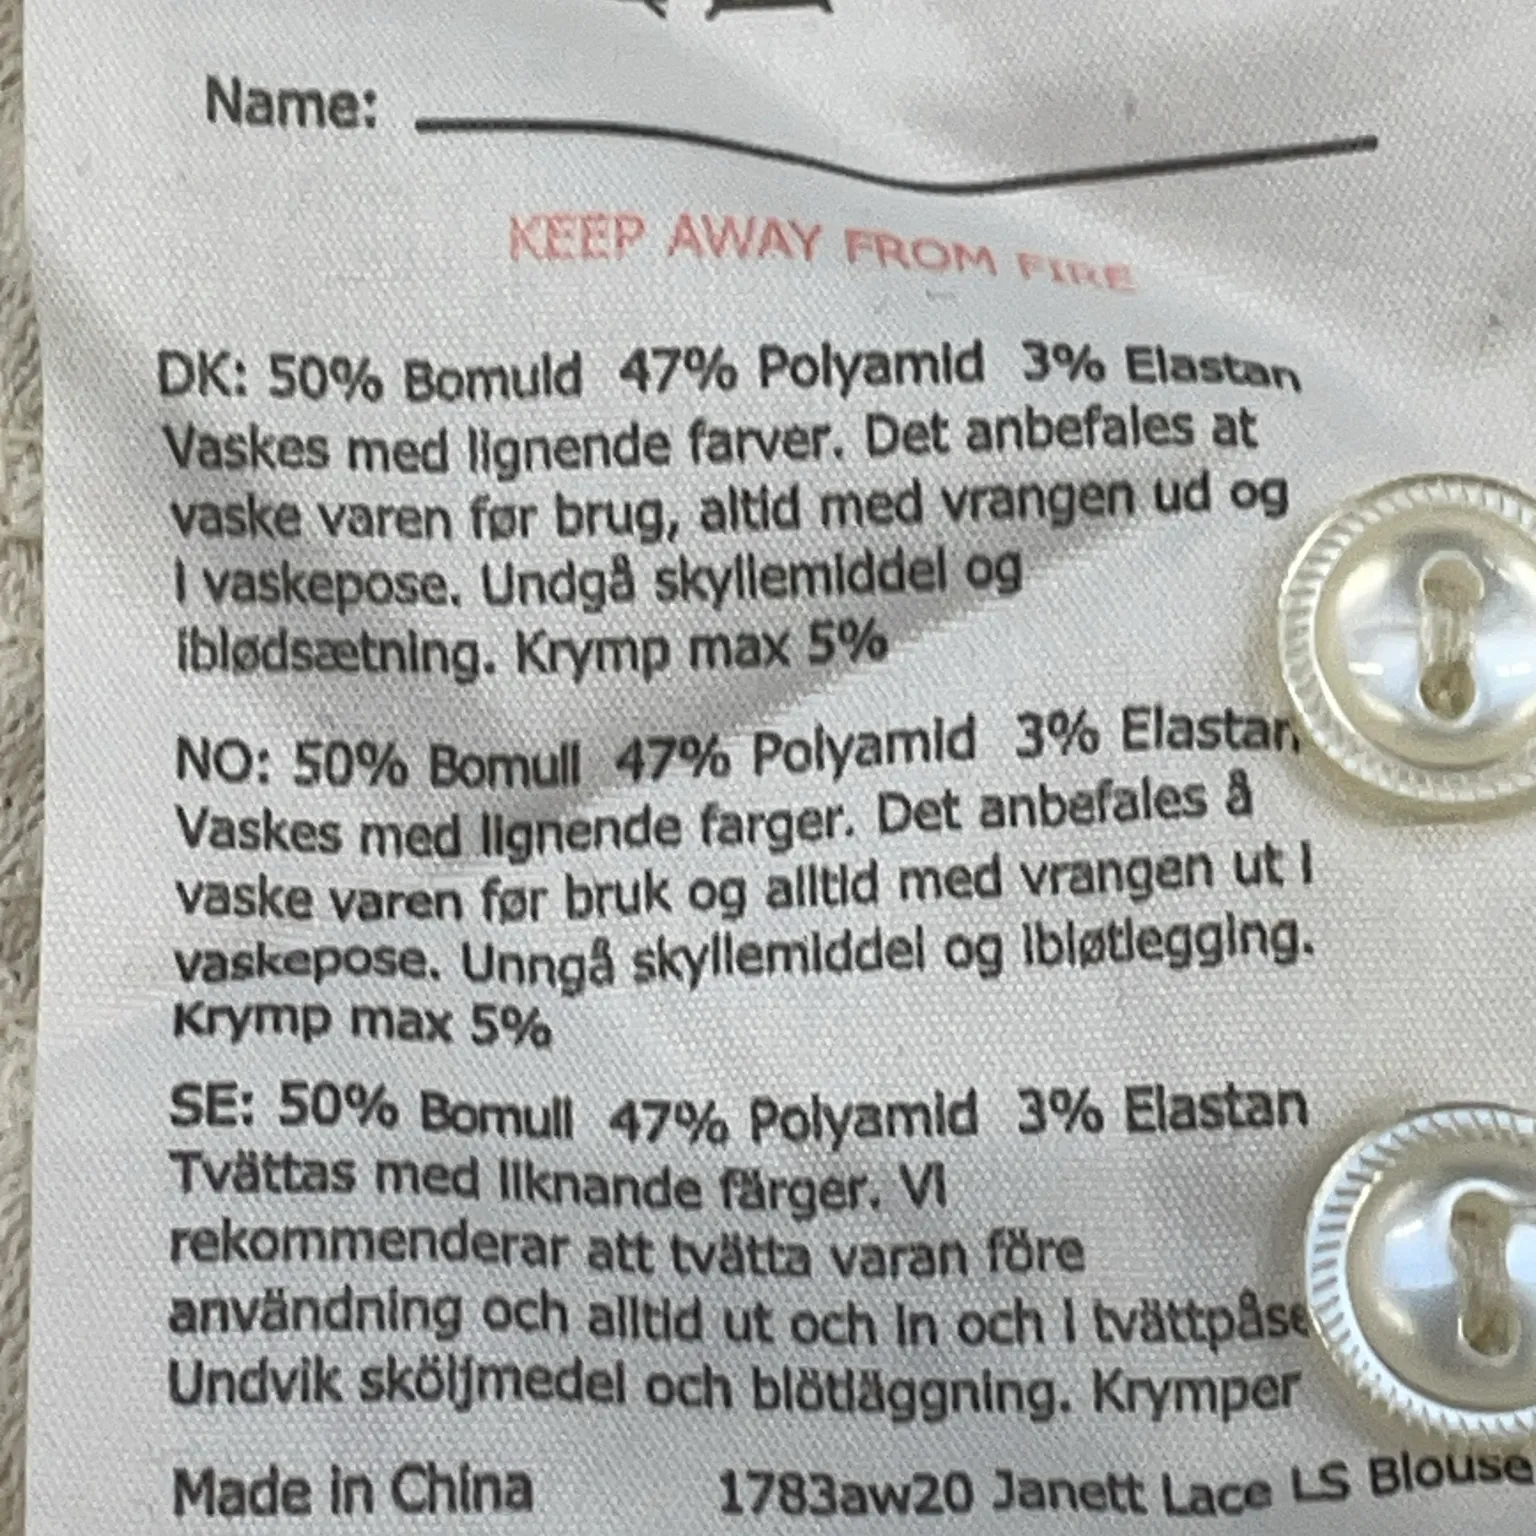 Name:
KEEP AWAY FROM FIRE
DK: 50% Bomuld 47% Polyamid 3% Elastan
Vaskes med lignende farver. Det anbefales at
vaske varen før brug, altid med vrangen ud og
i vaskepose. Undgå skyllemiddel og
iblødsætning. Krymp max 5%
NO: 50% Bomull 47% Polyamid 3% Elastan
Vaskes med lignende farger. Det anbefales å
vaske varen før bruk og alltid med vrangen ut i
vaskepose. Unngå skyllemiddel og ibløtlegging.
Krymp max 5%
SE: 50% Bomull 47% Polyamid 3% Elastan
Tvättas med liknande färger. Vi
rekommenderar att tvätta varan före
användning och alltid ut och in och i tvättpåse
Undvik sköljmedel och blötläggning. Krymper
Made in China 1783aw20 Janett Lace LS Blouse